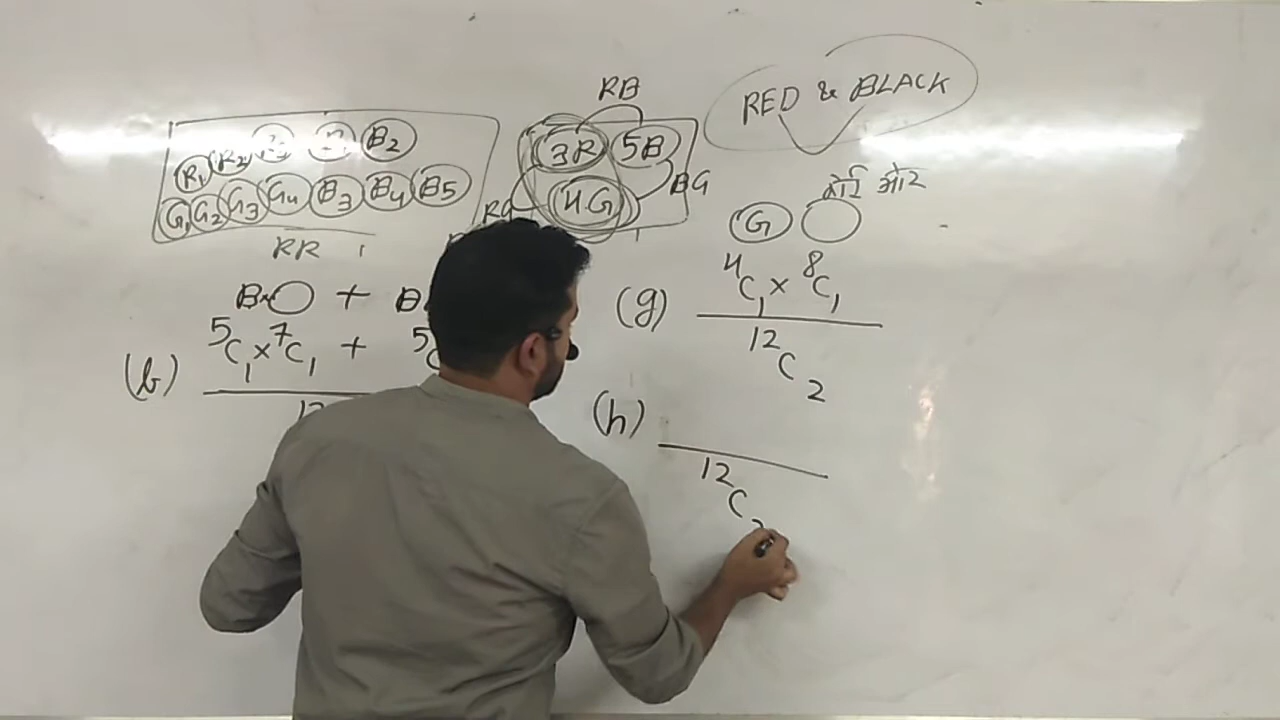 RB
RED & BLACK
R₁ R₂ B₂
3R 5B
G₁ G₂ G₃ G₄ B₃ B₄ B5
4G
BG
RR
कोई और
G
B × ◯ +
⁵C₁ × ⁷C₁ +
(b)
(g) ⁴C₁ × ⁸C₁
¹²C₂
(h)
¹²C